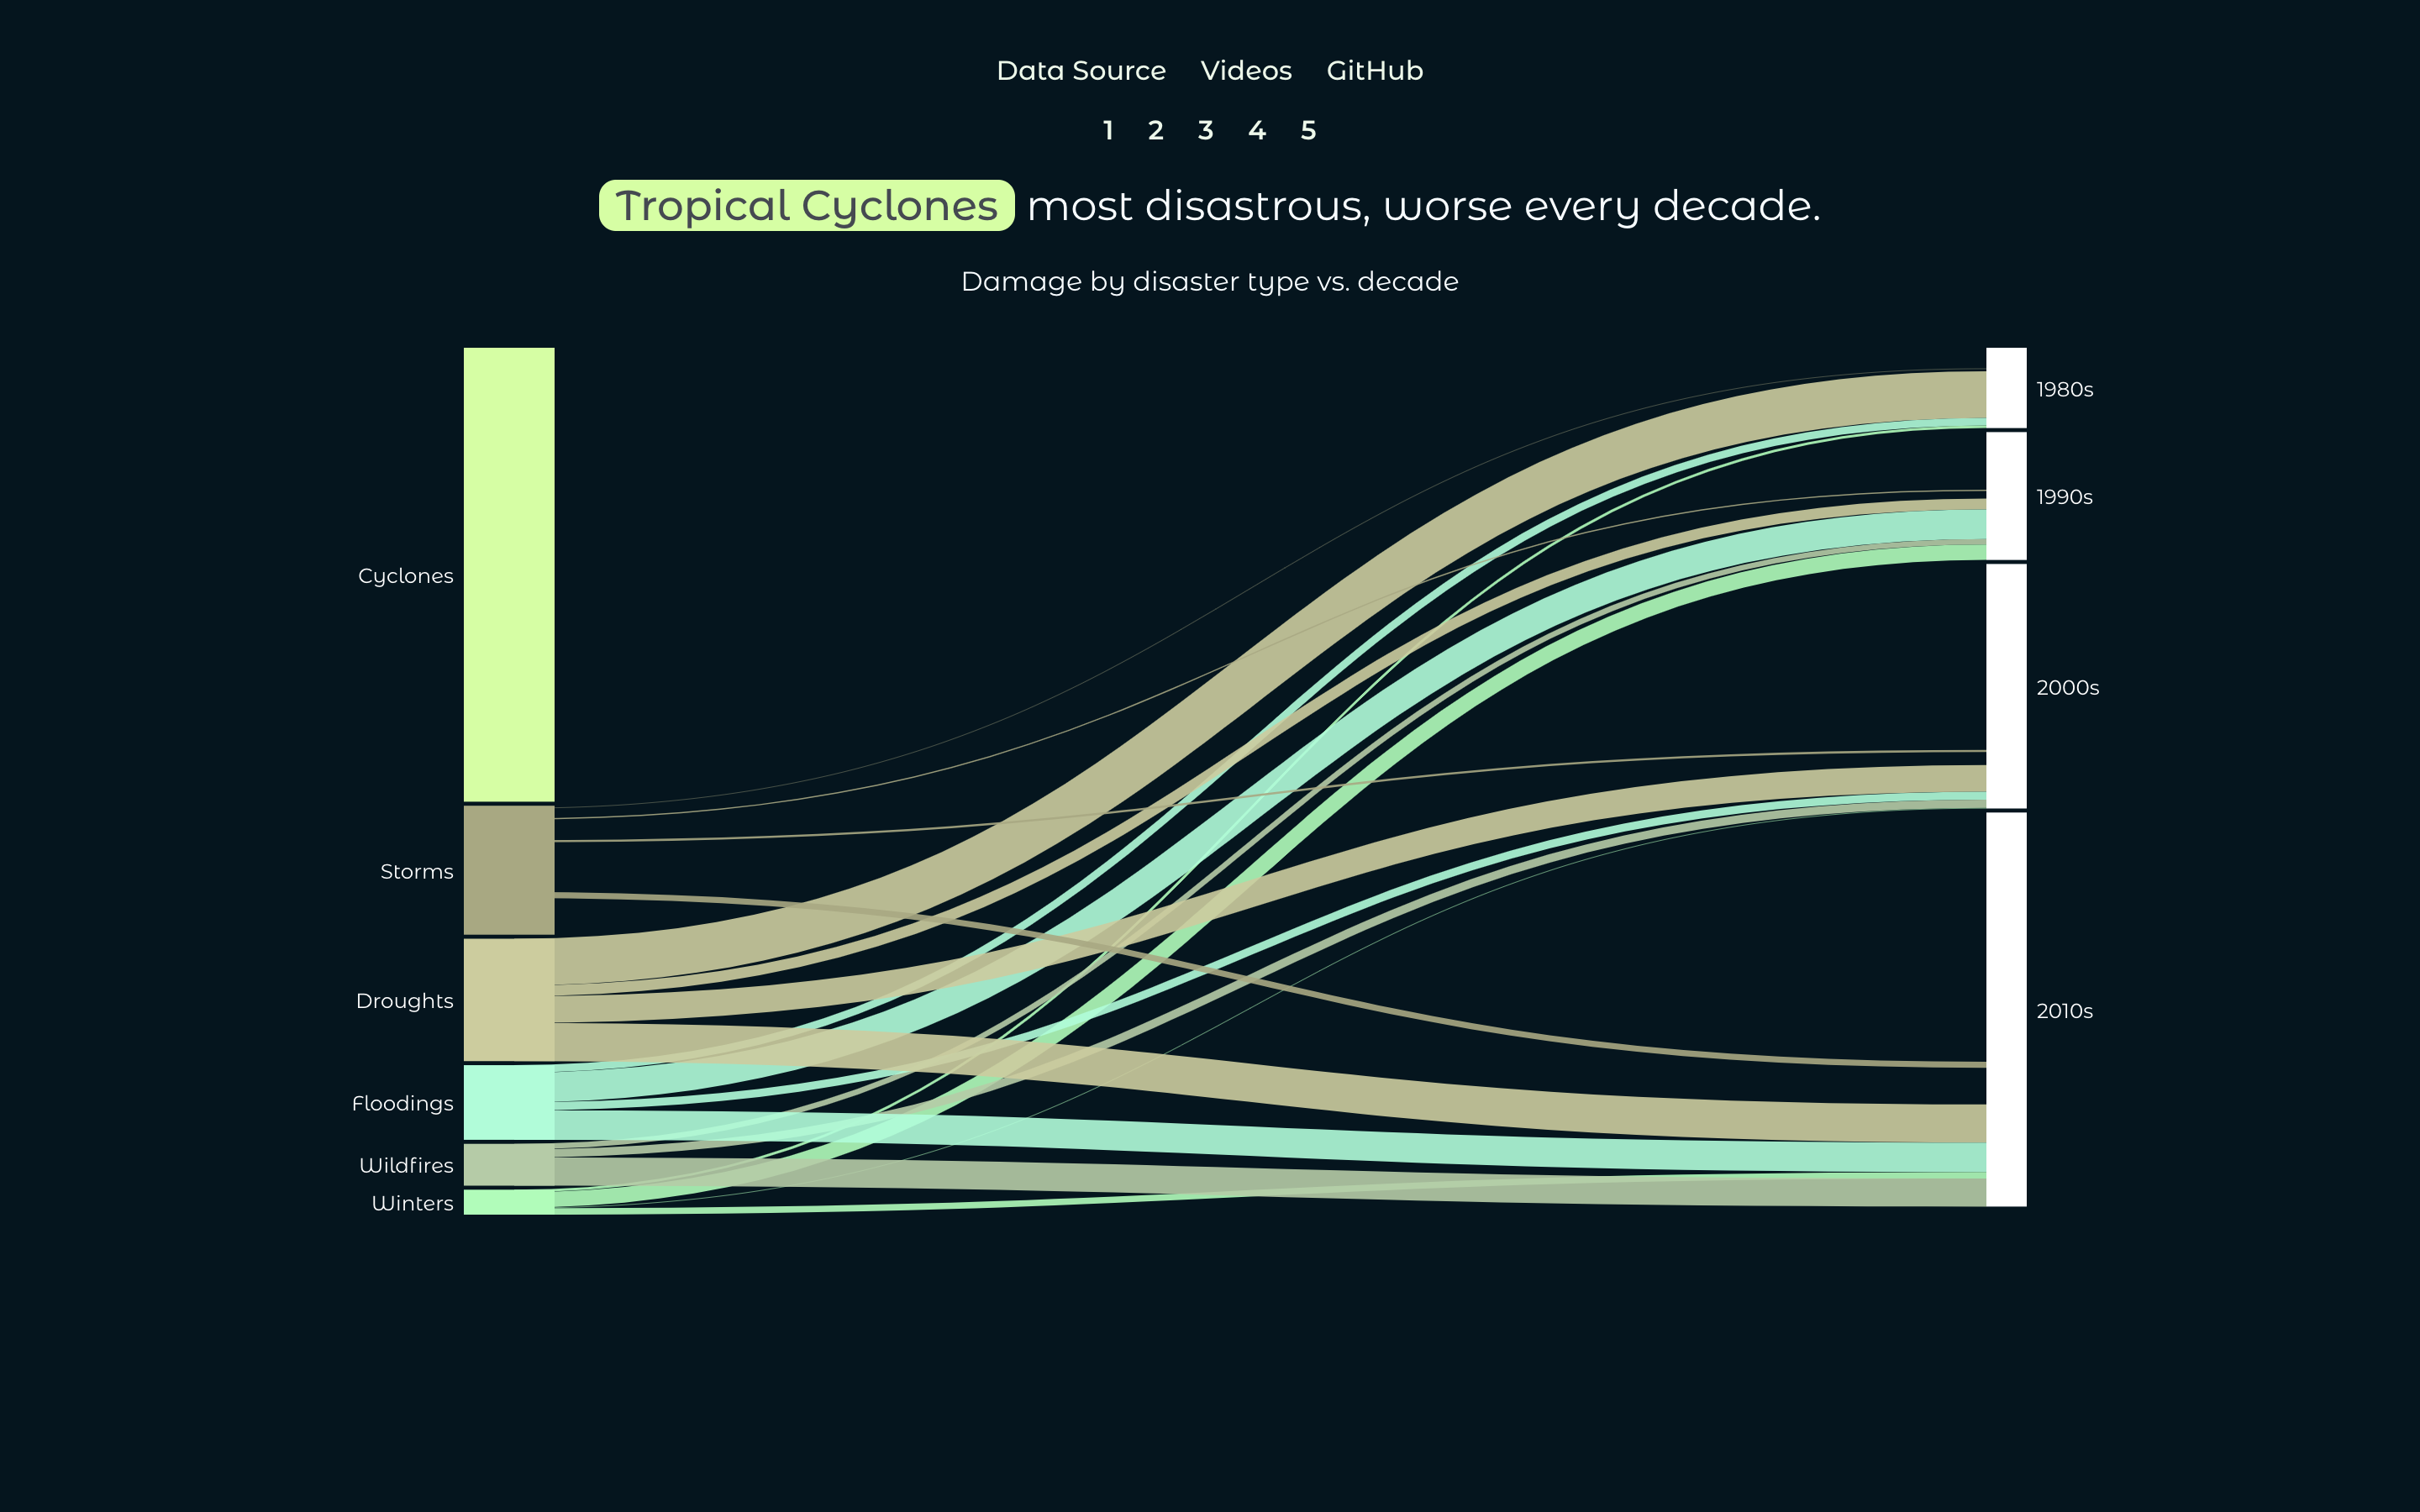 Data Source Videos GitHub
1 2 3 4 5
Tropical Cyclones most disastrous, worse every decade.
Damage by disaster type vs. decade
Cyclones
Storms
Droughts
Floodings
Wildfires
Winters
1980s
1990s
2000s
2010s